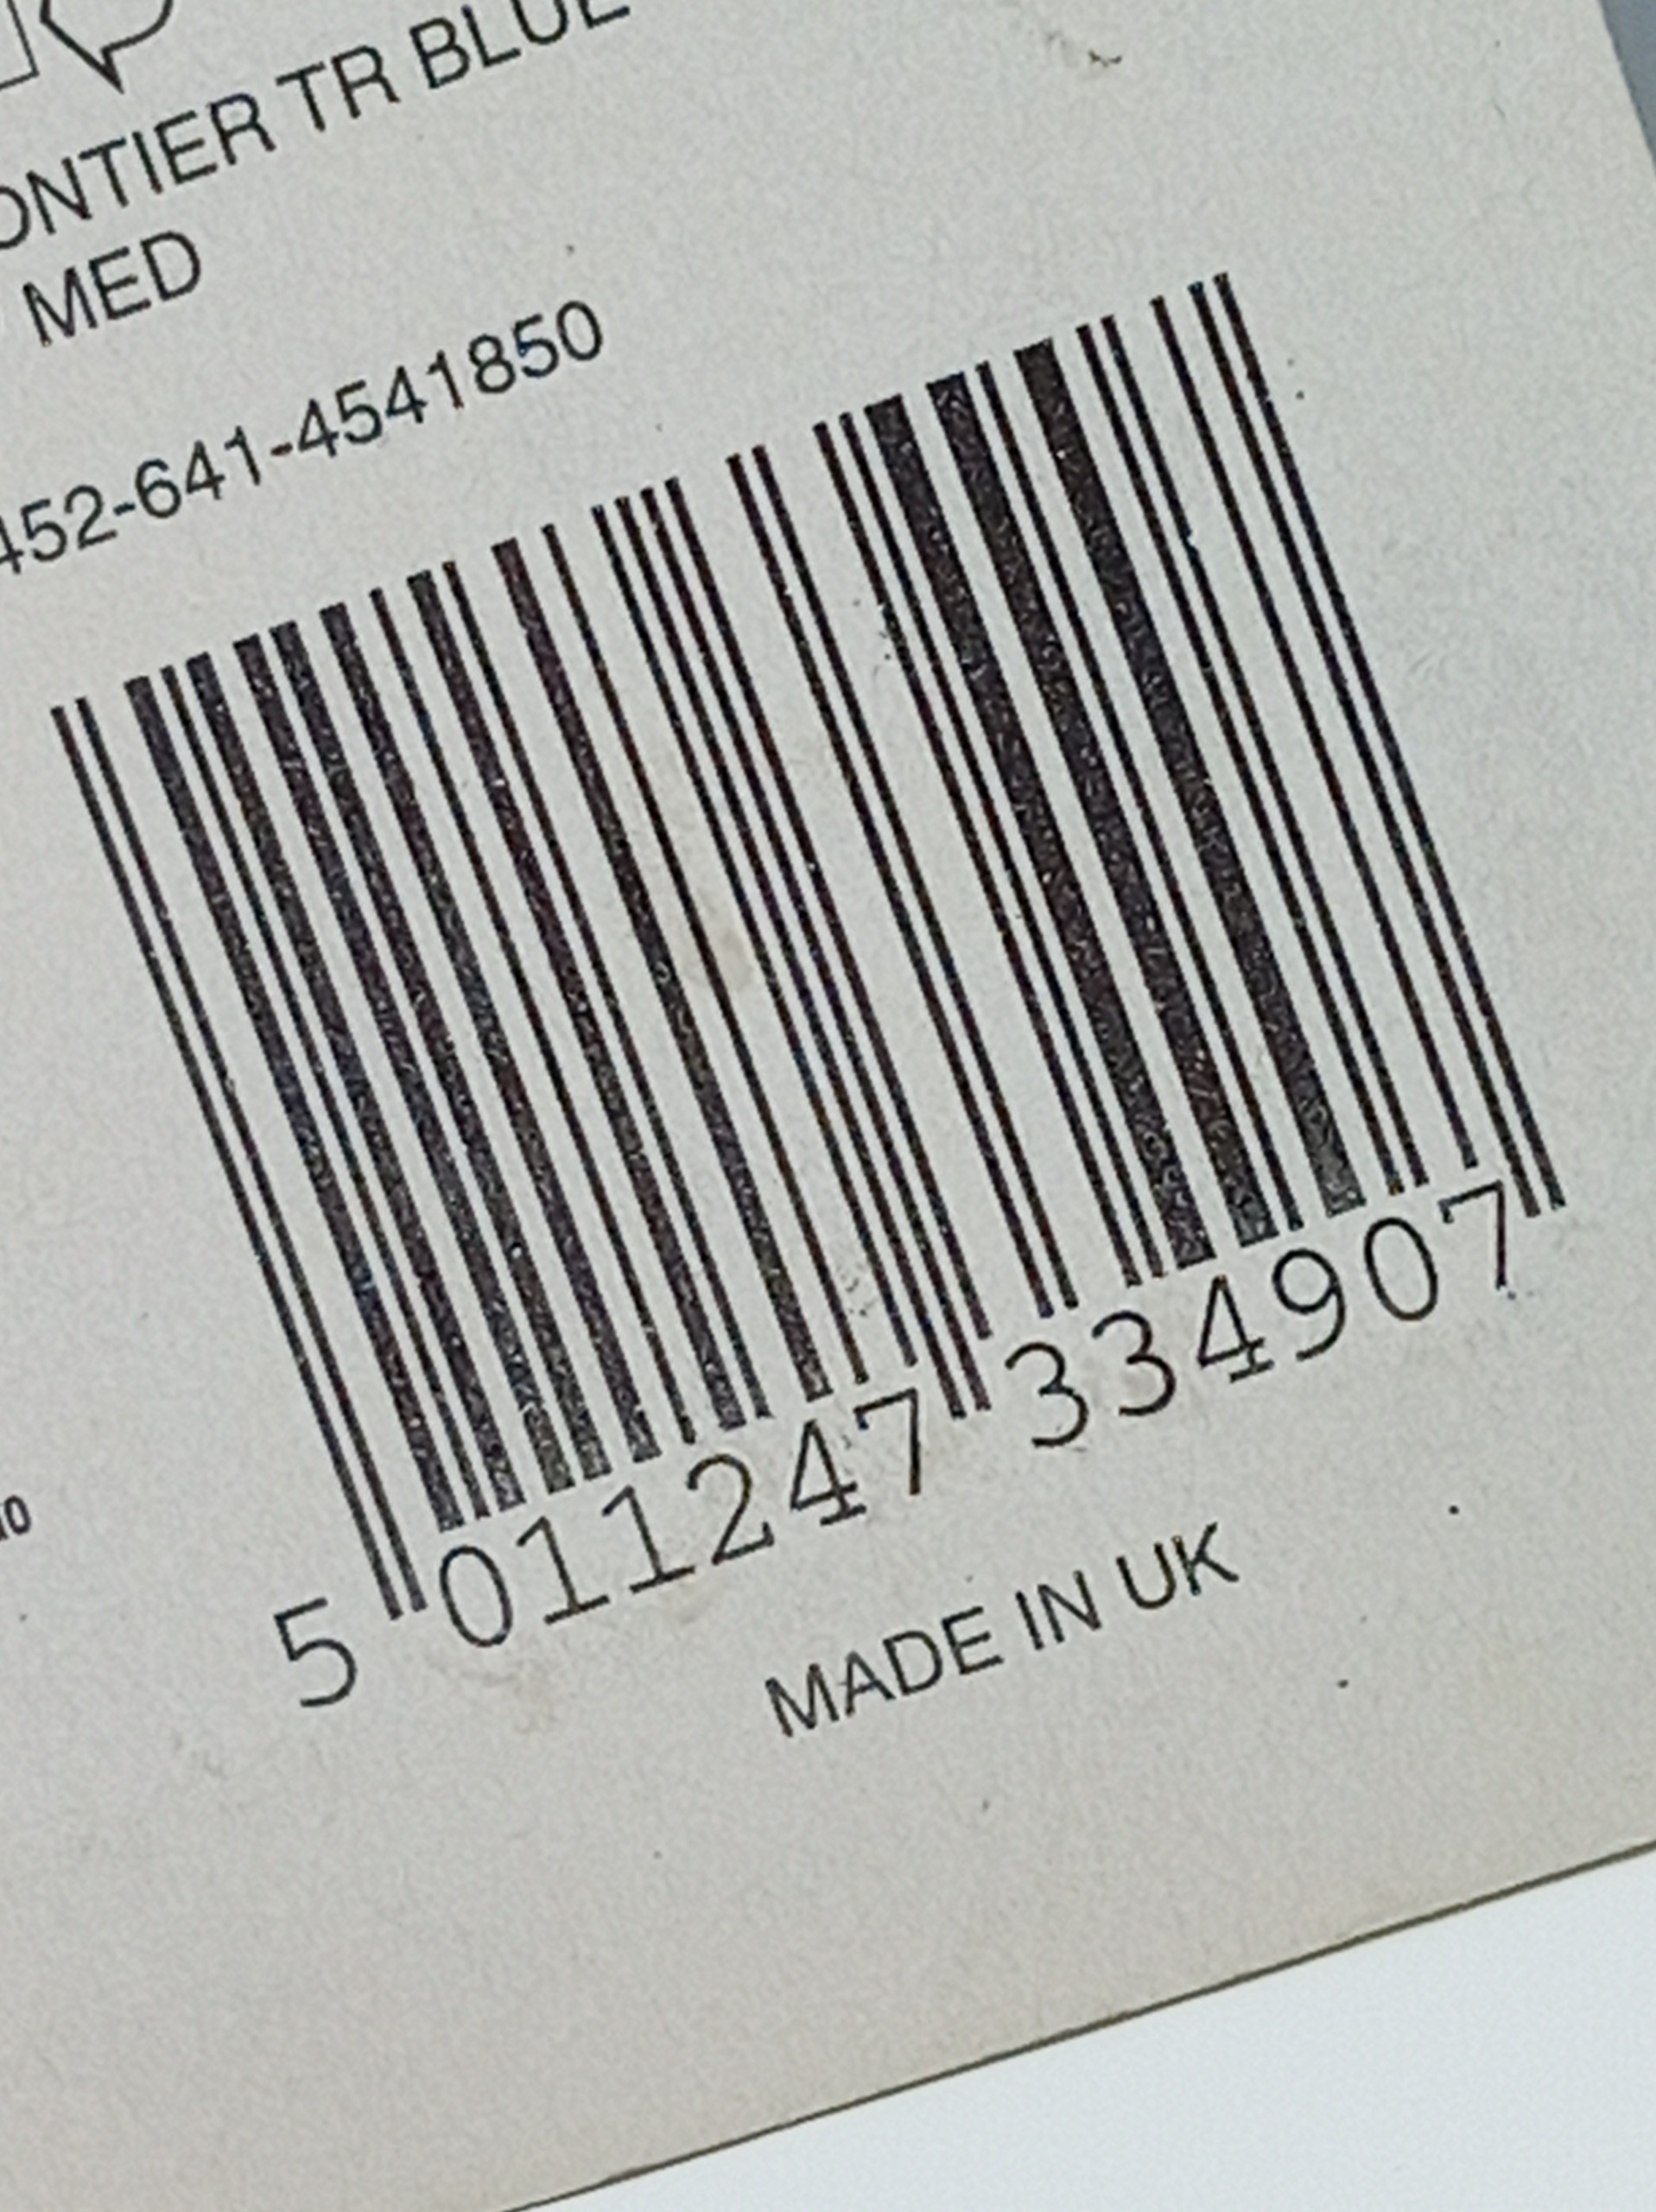 ONTIER TR BLUE
MED
452-641-4541850
5 011247 334907
MADE IN UK